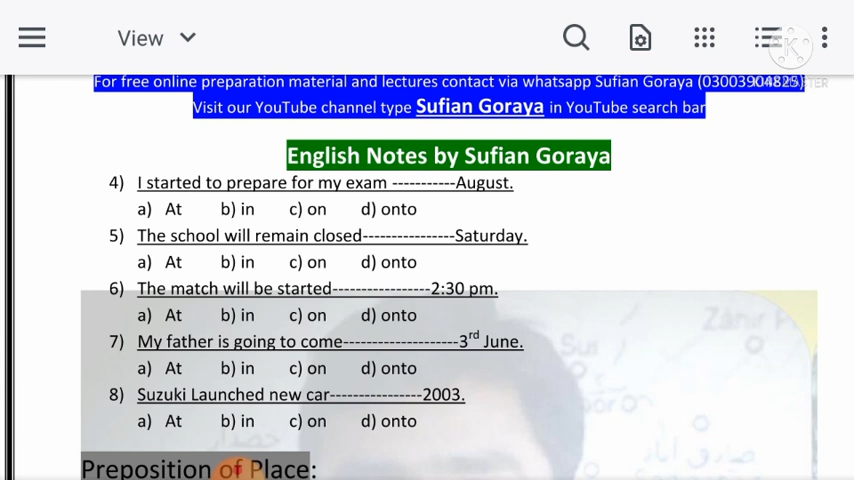 View
For free online preparation material and lectures contact via whatsapp Sufian Goraya (03003904825)
Visit our YouTube channel type Sufian Goraya in YouTube search bar
English Notes by Sufian Goraya
4) I started to prepare for my exam -----------August.
a) At b) in c) on d) onto
5) The school will remain closed----------------Saturday.
a) At b) in c) on d) onto
6) The match will be started-----------------2:30 pm.
a) At b) in c) on d) onto
7) My father is going to come--------------------3rd June.
a) At b) in c) on d) onto
8) Suzuki Launched new car----------------2003.
a) At b) in c) on d) onto
Preposition of Place: